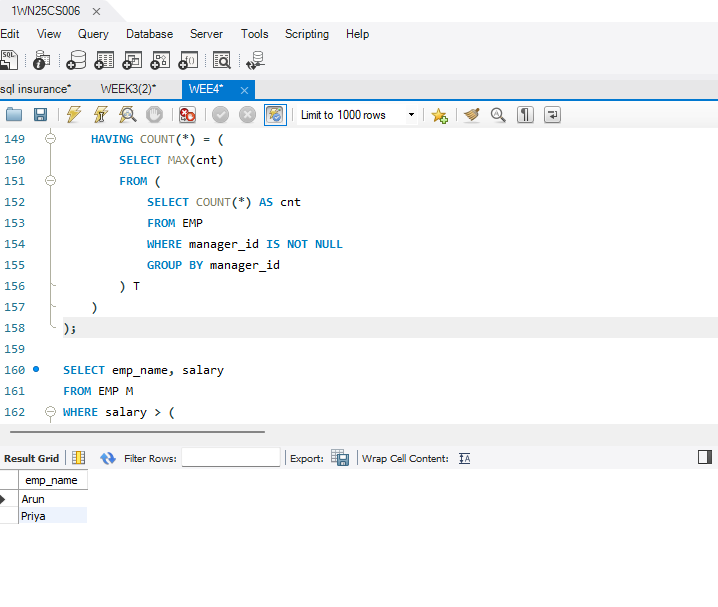 1WN25CS006
Edit View Query Database Server Tools Scripting Help
SQL
sql insurance* WEEK3(2)* WEE4*
Limit to 1000 rows
149 HAVING COUNT(*) = (
150 SELECT MAX(cnt)
151 FROM (
152 SELECT COUNT(*) AS cnt
153 FROM EMP
154 WHERE manager_id IS NOT NULL
155 GROUP BY manager_id
156 ) T
157 )
158 );
159
160 SELECT emp_name, salary
161 FROM EMP M
162 WHERE salary > (
Result Grid Filter Rows: Export: Wrap Cell Content: IA
emp_name
Arun
Priya